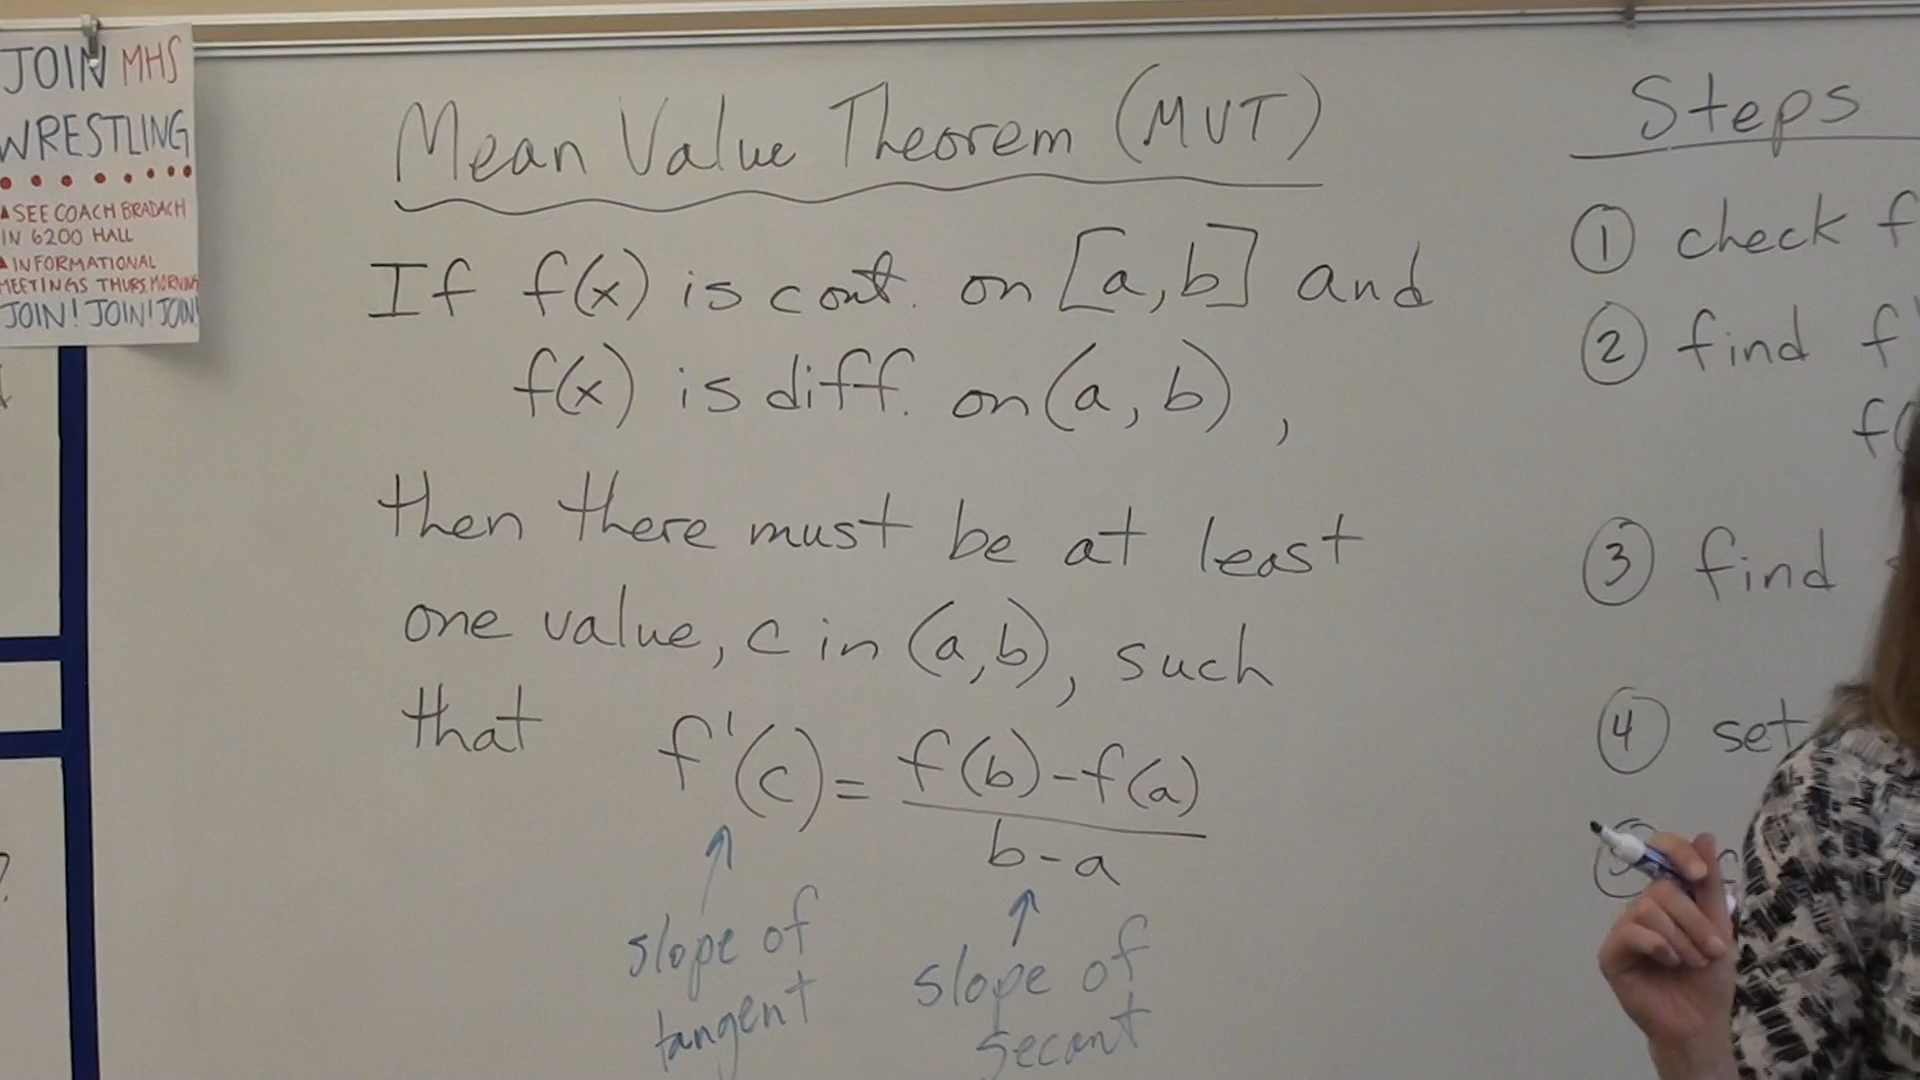 JOIN MHS
WRESTLING
SEE COACH BRADACH
IN 6200 HALL
INFORMATIONAL
MEETINGS THURS. MORNING
JOIN! JOIN! JOIN!
Mean Value Theorem (MVT)
If f(x) is cont. on [a,b] and
f(x) is diff. on (a,b),
then there must be at least
one value, c in (a,b), such
that f'(c) = f(b)-f(a)
b-a
slope of
tangent
slope of
secant
Steps
① check f
② find f'
f(
③ find
④ set